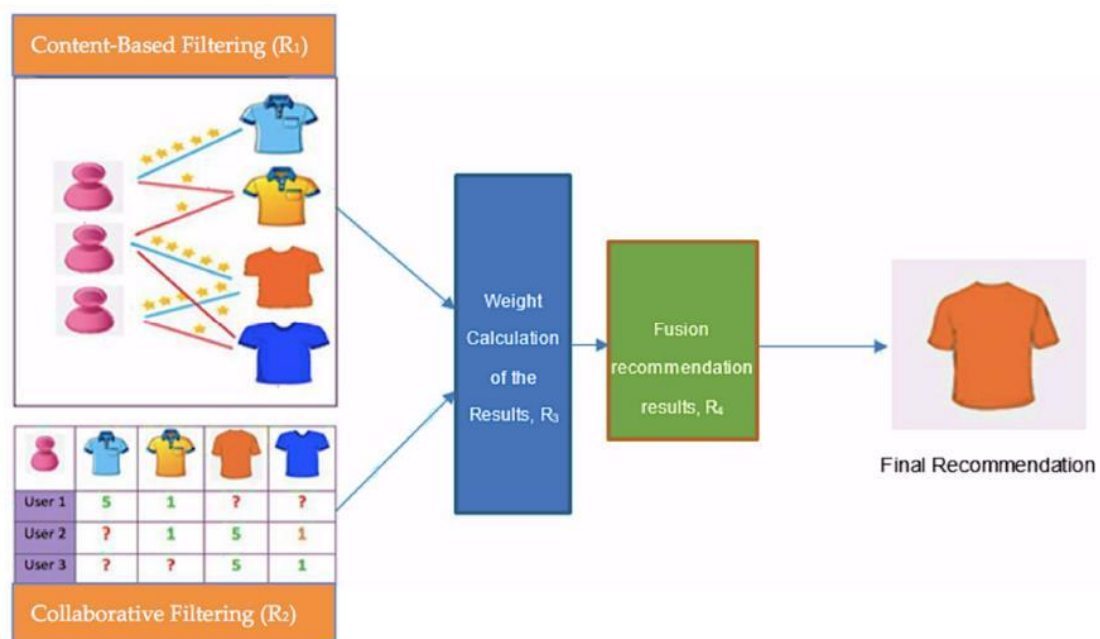 Content-Based Filtering (R₁)
Weight
Calculation
of the
Results, R₃
Fusion
recommendation
results, R₄
Final Recommendation
User 1 5 1 ? ?
User 2 ? 1 5 1
User 3 ? ? 5 1
Collaborative Filtering (R₂)